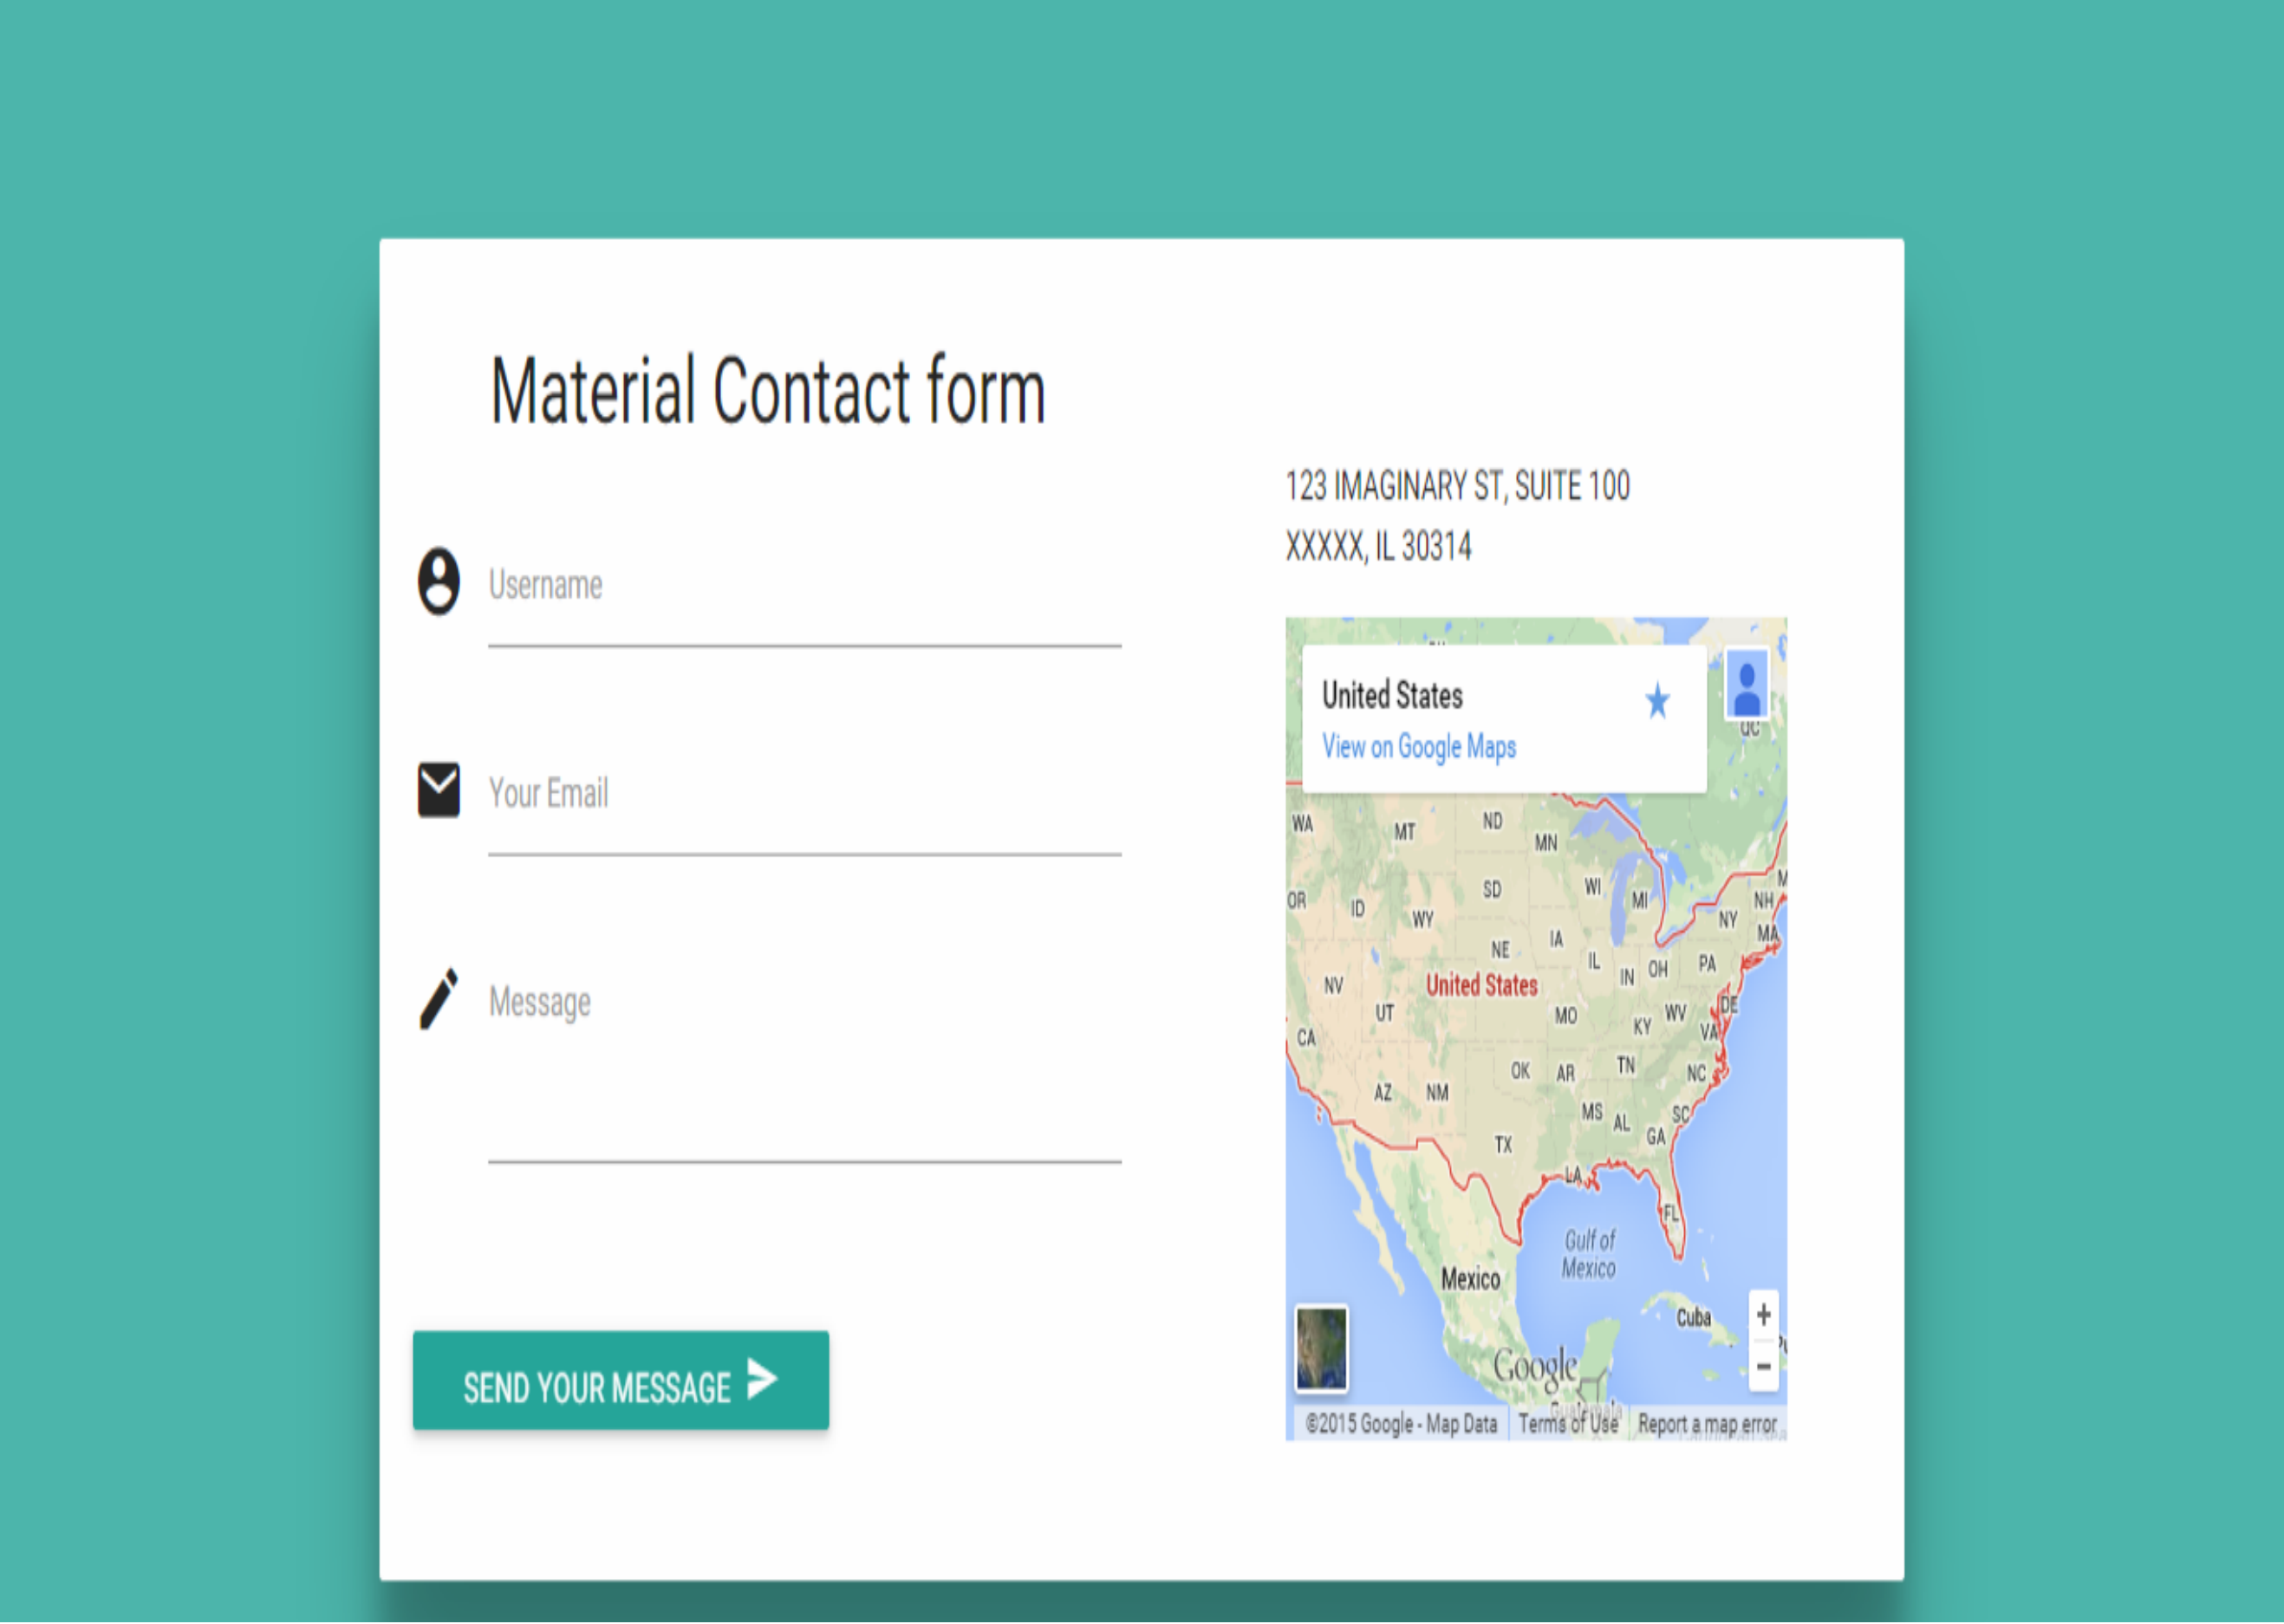 Material Contact form
Username
Your Email
Message
SEND YOUR MESSAGE
123 IMAGINARY ST, SUITE 100
XXXXX, IL 30314
United States
View on Google Maps
QC
WA
MT
ND
MN
OR
ID
WY
SD
WI
MI
NY
NH
MA
NE
IA
IL
IN
OH
PA
NV
UT
United States
MO
KY
WV
VA
DE
CA
AZ
NM
OK
AR
TN
NC
MS
AL
GA
SC
TX
LA
FL
Gulf of
Mexico
Mexico
Cuba
+
−
Google
Guatemala
©2015 Google - Map Data
Terms of Use
Report a map error